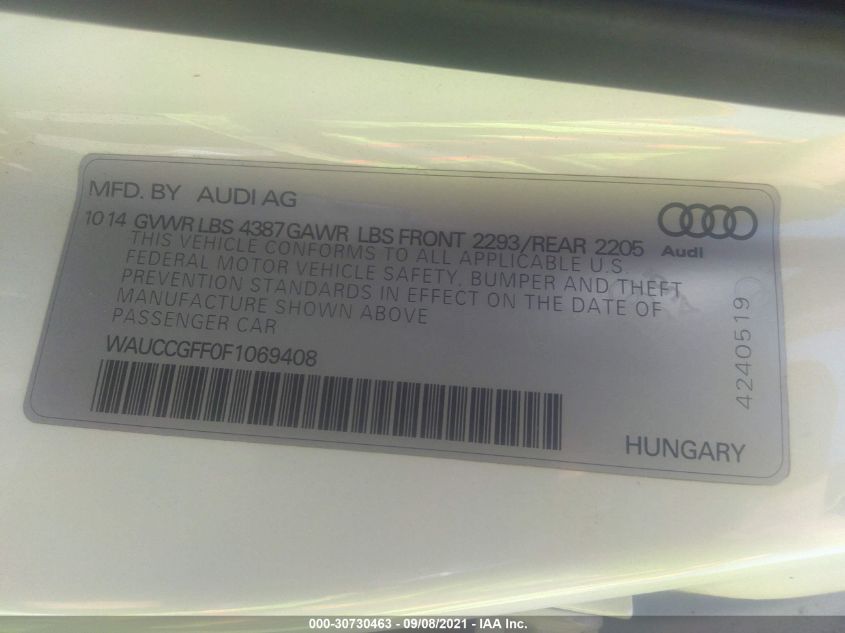 MFD. BY AUDI AG
10 14 GVWR LBS 4387 GAWR LBS FRONT 2293/REAR 2205
THIS VEHICLE CONFORMS TO ALL APPLICABLE U.S.
FEDERAL MOTOR VEHICLE SAFETY, BUMPER AND THEFT
PREVENTION STANDARDS IN EFFECT ON THE DATE OF
MANUFACTURE SHOWN ABOVE
PASSENGER CAR
WAUCCGFF0F1069408
Audi
4240519
HUNGARY
000-30730463 - 09/08/2021 - IAA Inc.